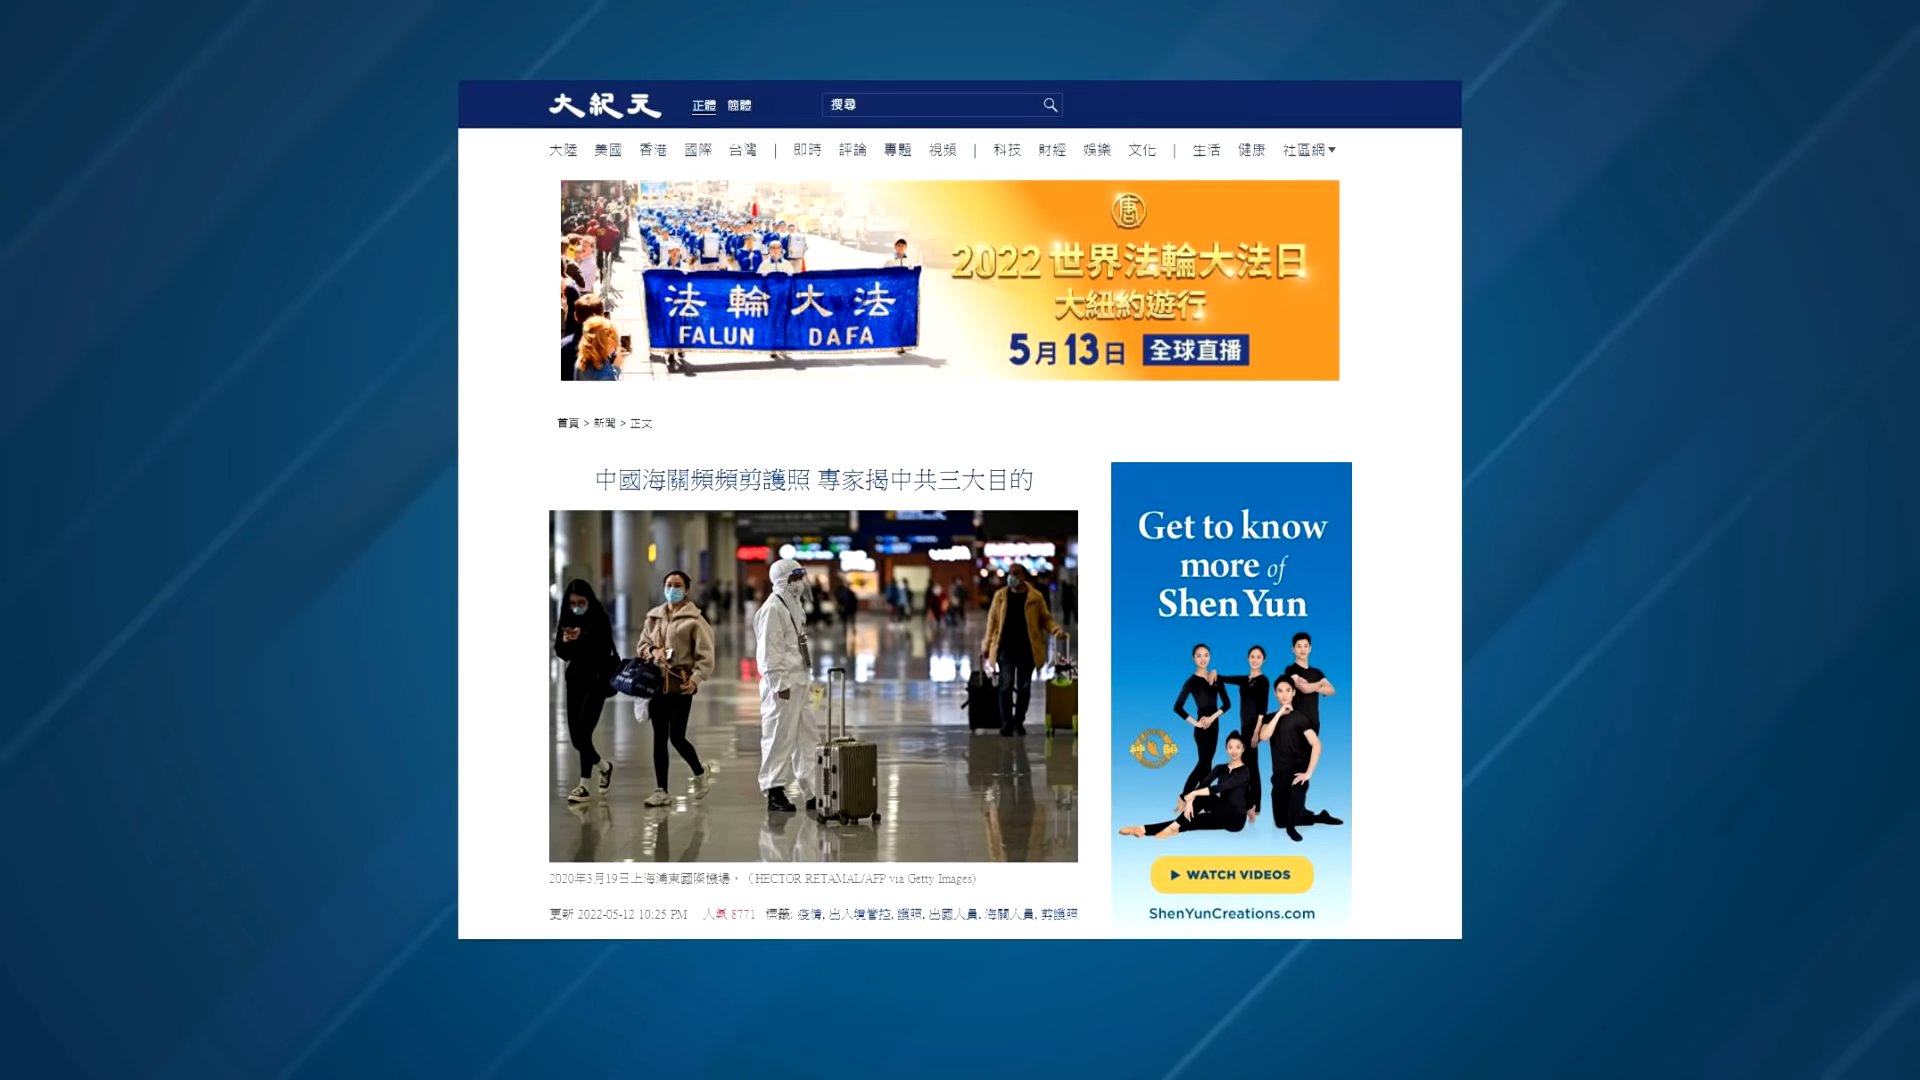 大紀元 正體 簡體 搜尋
大陸 美國 香港 國際 台灣 | 即時 評論 專題 視頻 | 科技 財經 娛樂 文化 | 生活 健康 社區網▼
唐
2022 世界法輪大法日
大紐約遊行
5月13日 全球直播
法輪大法
FALUN DAFA
首頁 > 新聞 > 正文
中國海關頻頻剪護照 專家揭中共三大目的
Get to know
more of
Shen Yun
神韻
WATCH VIDEOS
ShenYunCreations.com
2020年3月19日上海浦東國際機場。（HECTOR RETAMAL/AFP via Getty Images)
更新 2022-05-12 10:25 PM 人氣 8771 標籤: 疫情, 出入境管控, 護照, 出國人員, 海關人員, 剪護照